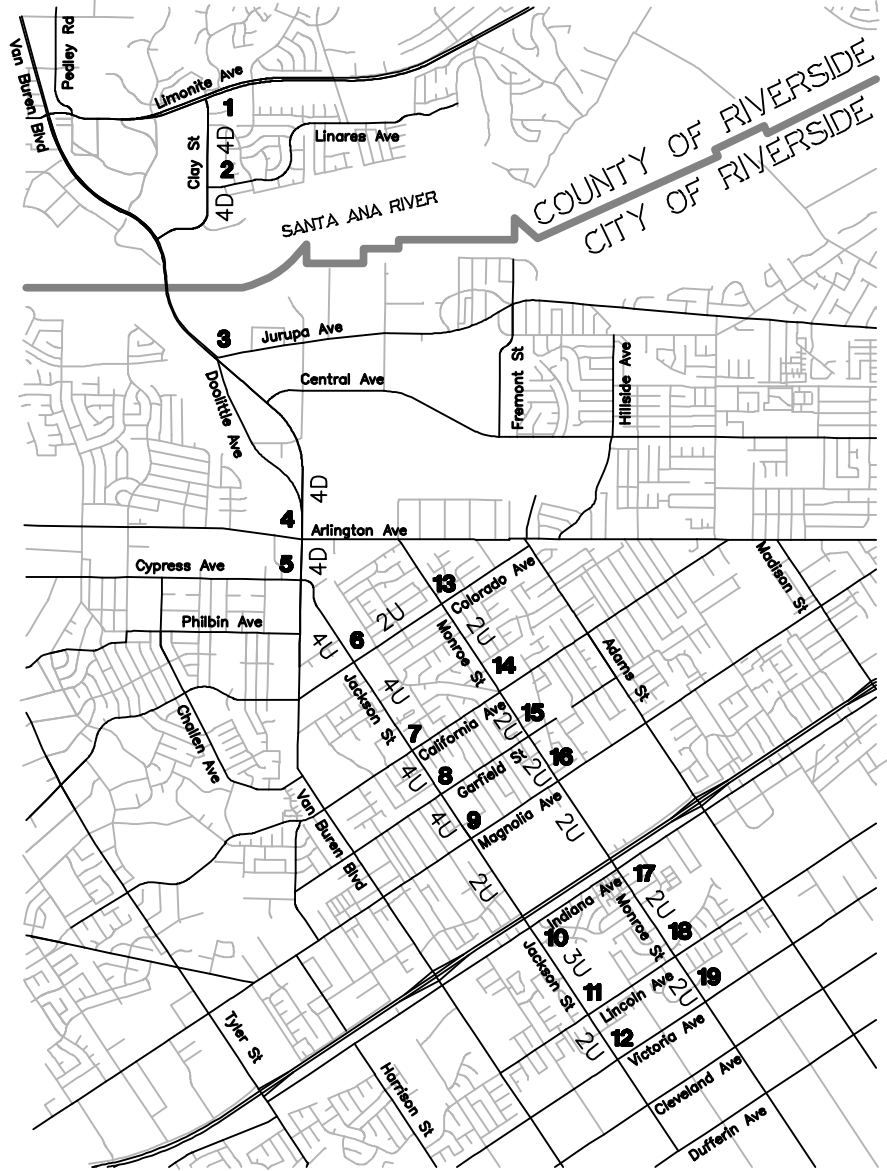 Van Buren Blvd
Pedley Rd
Limonite Ave
1
Clay St
4D
Linares Ave
2
4D
COUNTY OF RIVERSIDE
CITY OF RIVERSIDE
SANTA ANA RIVER
3
Jurupa Ave
Doolittle Ave
Central Ave
Fremont St
Hillside Ave
4D
4
Arlington Ave
5
4D
Cypress Ave
Philbin Ave
13
Colorado Ave
Madison St
2U
2U
4U
6
Monroe St
14
Adams St
Jackson St
4U
Challen Ave
7
California Ave
2U
15
4U
8
Garfield St
2U
16
Van Buren Blvd
4U
9
Magnolia Ave
2U
2U
Indiana Ave
17
2U
Monroe St
18
10
3U
Jackson St
11
Lincoln Ave
2U
19
12
2U
Victoria Ave
Tyler St
Harrison St
Cleveland Ave
Dufferin Ave